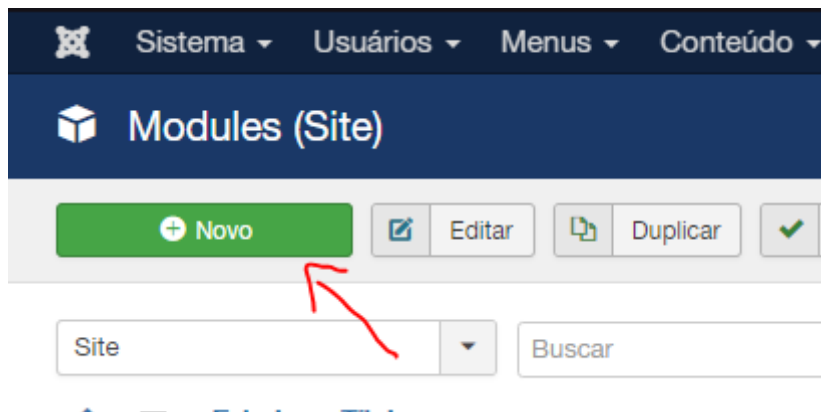 Sistema Usuários Menus Conteúdo
Modules (Site)
Novo Editar Duplicar
Site Buscar